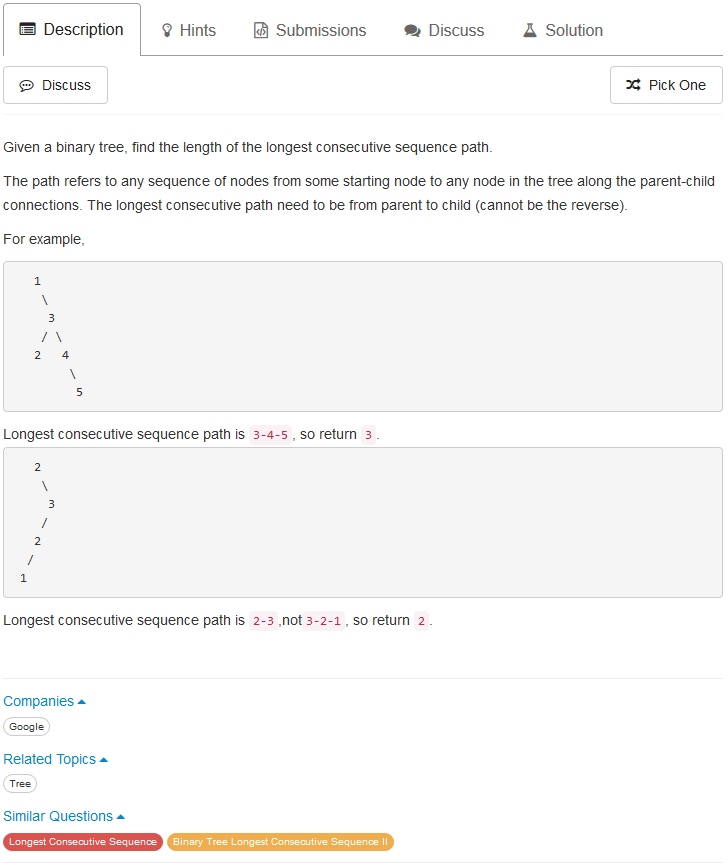 Description Hints Submissions Discuss Solution
Discuss Pick One
Given a binary tree, find the length of the longest consecutive sequence path.
The path refers to any sequence of nodes from some starting node to any node in the tree along the parent-child
connections. The longest consecutive path need to be from parent to child (cannot be the reverse).
For example,
1
\
3
/ \
2 4
\
5
Longest consecutive sequence path is 3-4-5, so return 3.
2
\
3
/
2
/
1
Longest consecutive sequence path is 2-3,not 3-2-1, so return 2.
Companies
Google
Related Topics
Tree
Similar Questions
Longest Consecutive Sequence Binary Tree Longest Consecutive Sequence II